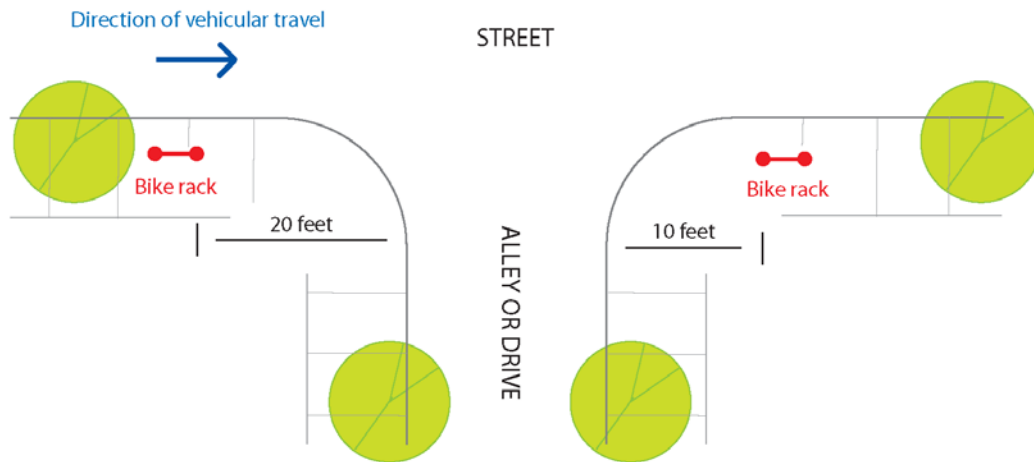 Direction of vehicular travel
STREET
Bike rack
Bike rack
20 feet
10 feet
ALLEY OR DRIVE